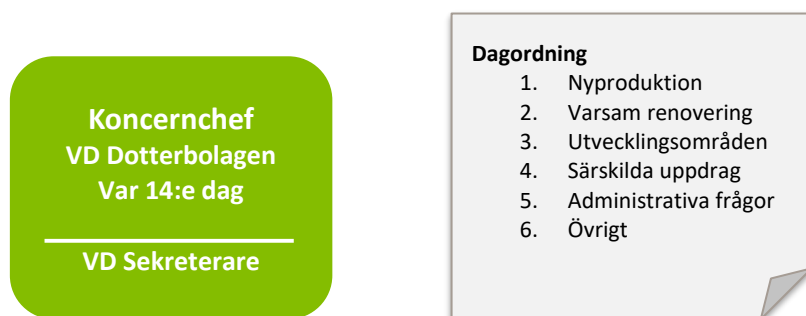 Koncernchef
VD Dotterbolagen
Var 14:e dag
VD Sekreterare
Dagordning
1. Nyproduktion
2. Varsam renovering
3. Utvecklingsområden
4. Särskilda uppdrag
5. Administrativa frågor
6. Övrigt